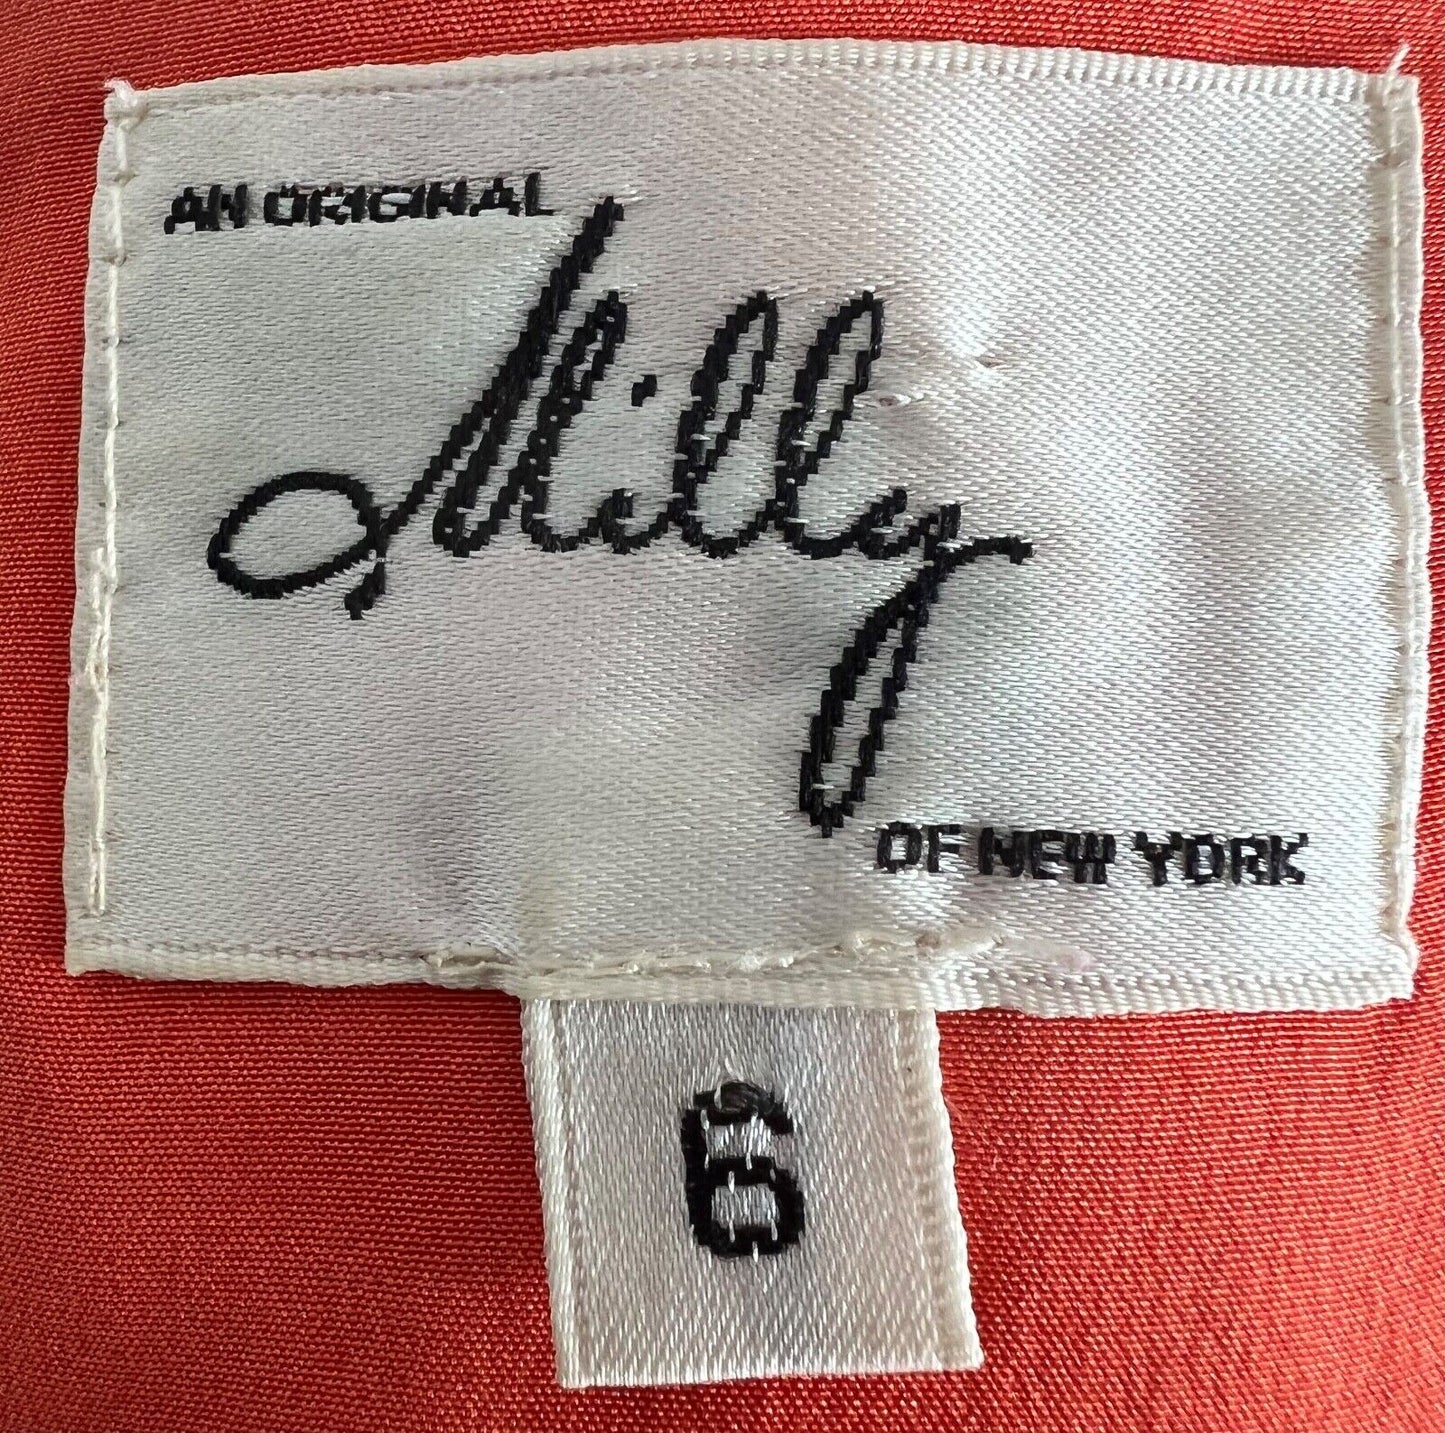 AN ORIGINAL
Milly
OF NEW YORK
6